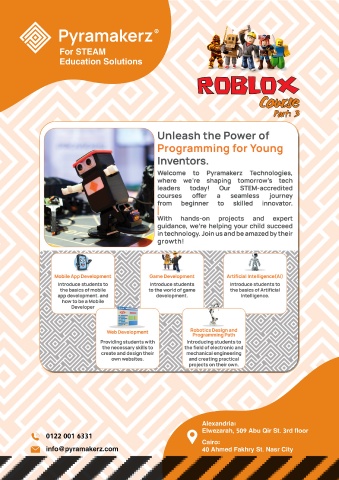 Pyramakerz®
For STEAM
Education Solutions
ROBLOX
Course
Part: 3
Unleash the Power of
Programming for Young
Inventors.
Welcome to Pyramakerz Technologies,
where we're shaping tomorrow's tech
leaders today! Our STEM-accredited
courses offer a seamless journey
from beginner to skilled innovator.
With hands-on projects and expert
guidance, we're helping your child succeed
in technology. Join us and be amazed by their
growth!
Mobile App Development
Introduce students to
the basics of mobile
app development. and
how to be a Mobile
Developer
Game Development
Introduce students
to the world of game
development.
Artificial Intelligence(AI)
Introduce students to
the basics of Artificial
Intelligence.
Web Development
Providing students with
the necessary skills to
create and design their
own websites.
Robotics Design and
Programming Path
Introducing students to
the field of electronic and
mechanical engineering
and creating practical
projects on their own.
0122 001 6331
info@pyramakerz.com
Alexandria:
Elwezarah, 509 Abu Qir St. 3rd floor
Cairo:
40 Ahmed Fakhry St. Nasr City